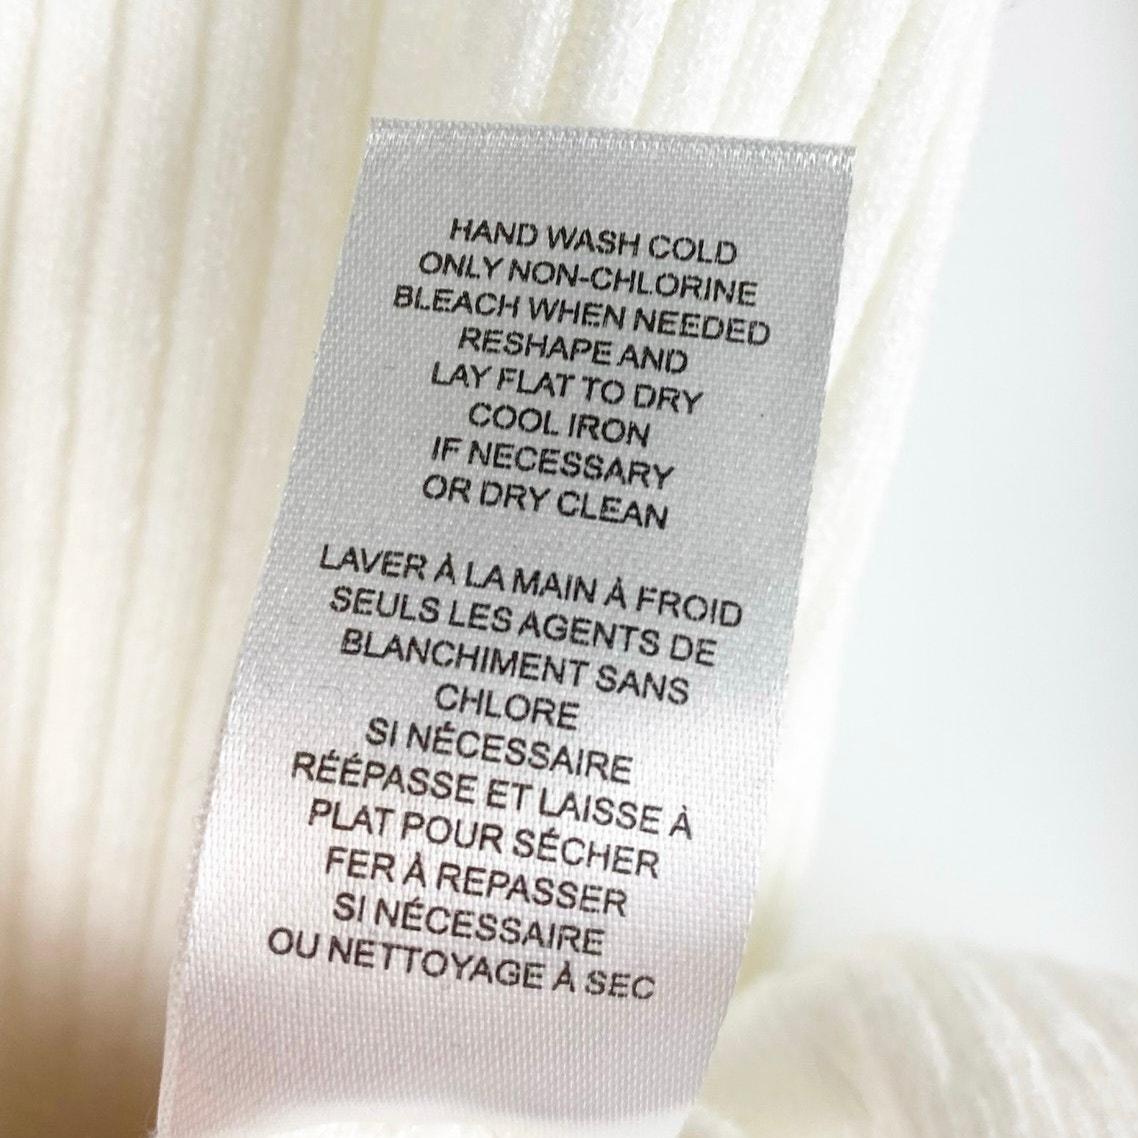 HAND WASH COLD
ONLY NON-CHLORINE
BLEACH WHEN NEEDED
RESHAPE AND
LAY FLAT TO DRY
COOL IRON
IF NECESSARY
OR DRY CLEAN
LAVER À LA MAIN À FROID
SEULS LES AGENTS DE
BLANCHIMENT SANS
CHLORE
SI NÉCESSAIRE
RÉÉPASSE ET LAISSE À
PLAT POUR SÉCHER
FER À REPASSER
SI NÉCESSAIRE
OU NETTOYAGE À SEC